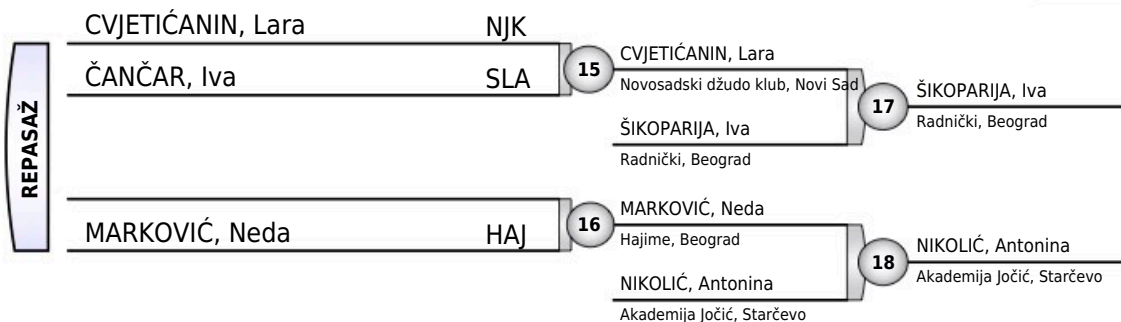 REPASAŽ
CVJETIĆANIN, Lara NJK
ČANČAR, Iva SLA
15
CVJETIĆANIN, Lara
Novosadski džudo klub, Novi Sad
ŠIKOPARIJA, Iva
Radnički, Beograd
17
ŠIKOPARIJA, Iva
Radnički, Beograd
MARKOVIĆ, Neda HAJ
16
MARKOVIĆ, Neda
Hajime, Beograd
NIKOLIĆ, Antonina
Akademija Jočić, Starčevo
18
NIKOLIĆ, Antonina
Akademija Jočić, Starčevo